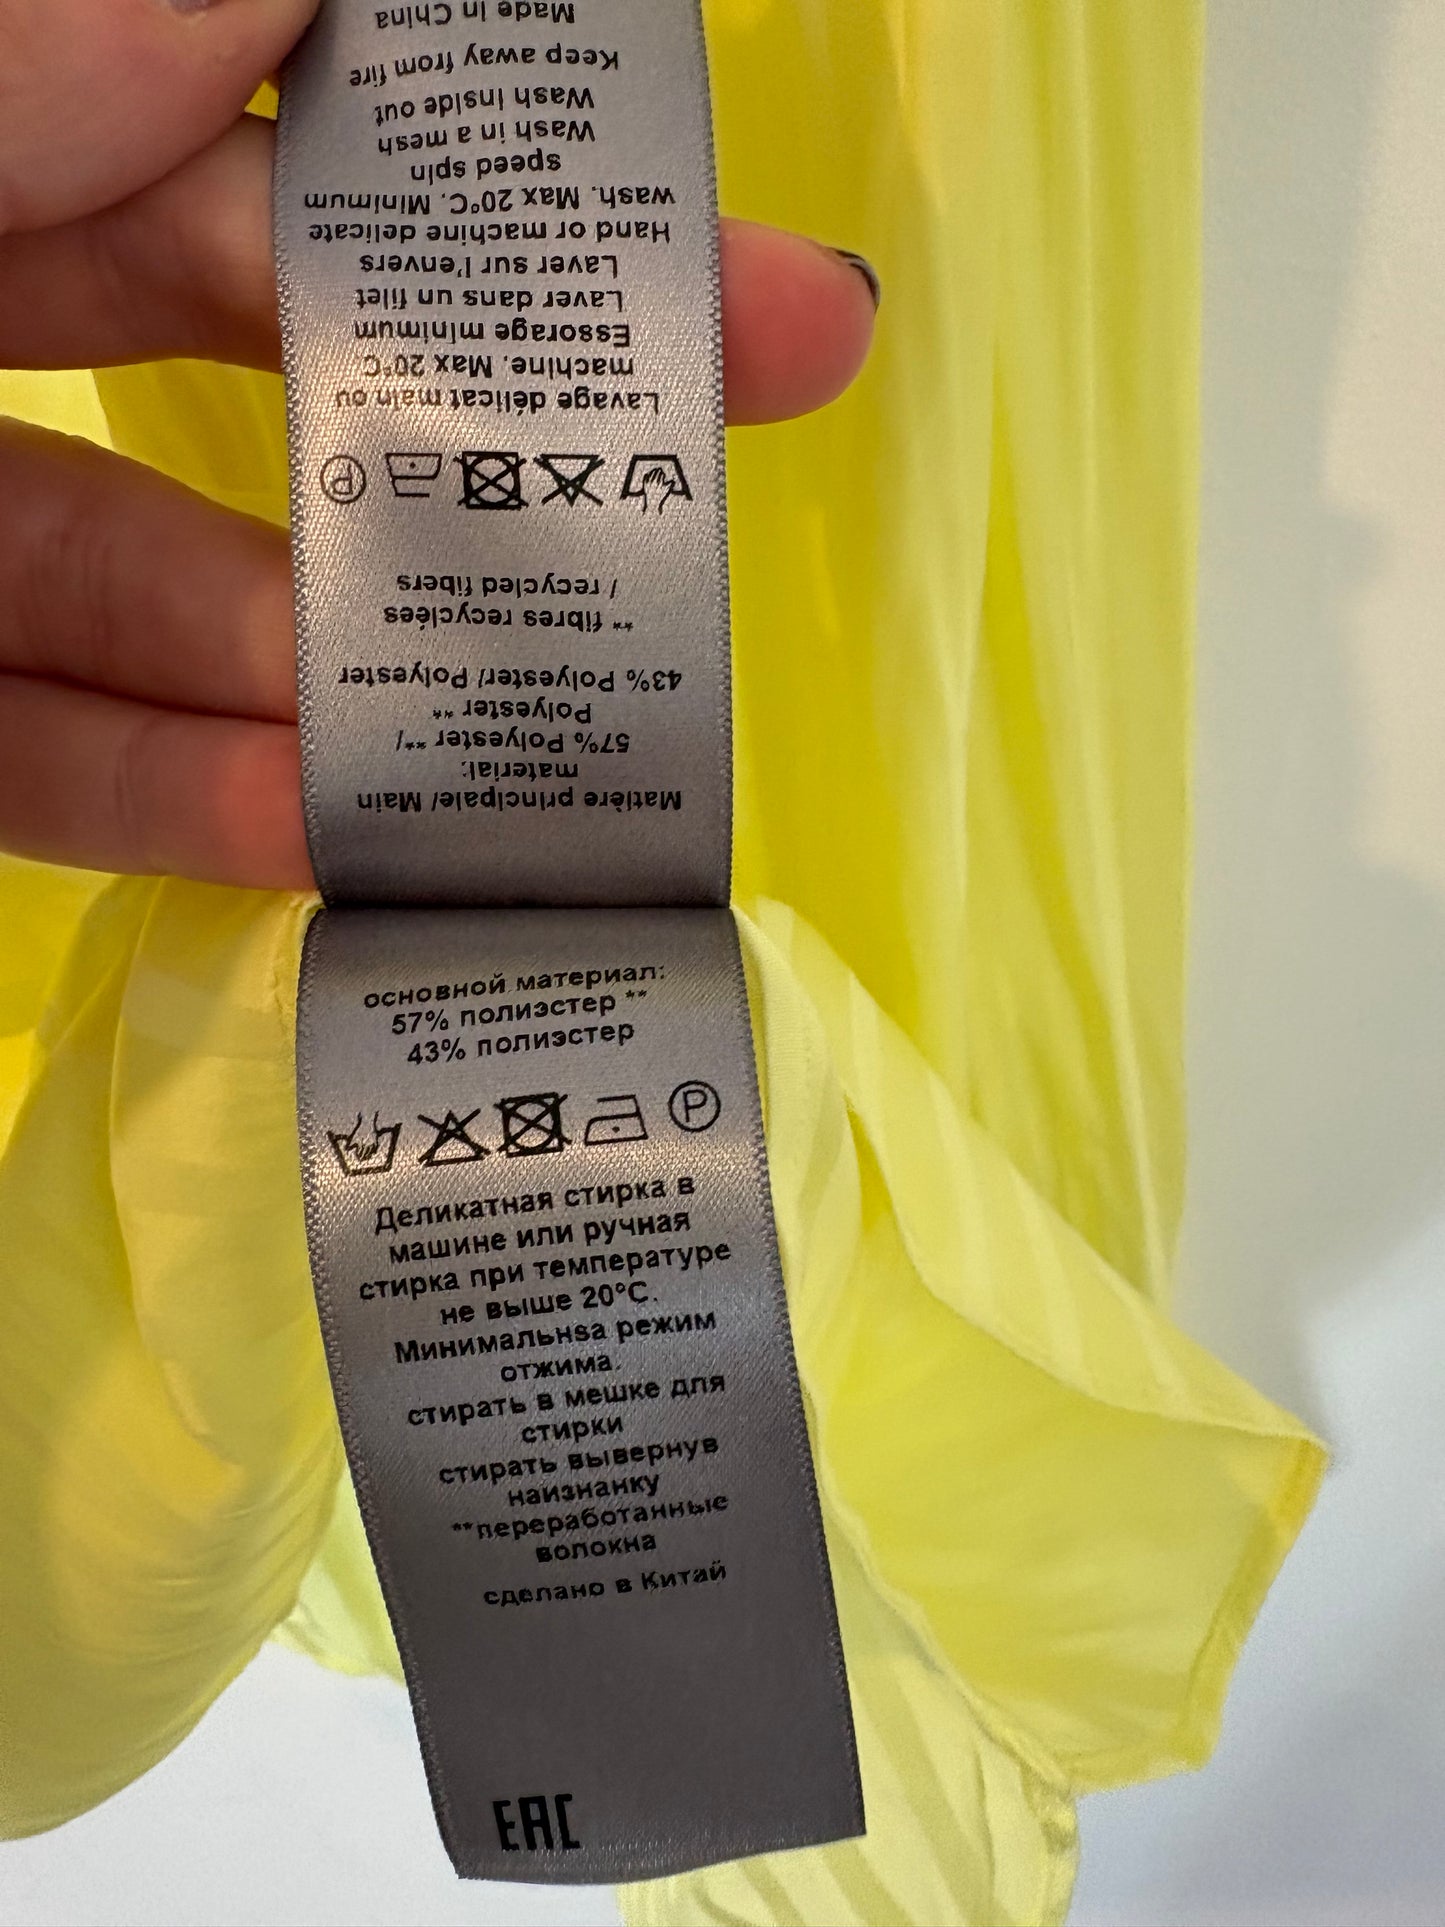 Matière principale/ Main
material:
57% Polyester **/
Polyester **
43% Polyester/ Polyester
** fibres recyclées
/ recycled fibers
P
Lavage délicat main ou
machine. Max 20°C
Essorage minimum
Laver dans un filet
Laver sur l'envers
Hand or machine delicate
wash. Max 20°C. Minimum
speed spin
Wash in a mesh
Wash inside out
Keep away from fire
Made in China
основной материал:
57% полиэстер **
43% полиэстер
P
Деликатная стирка в
машине или ручная
стирка при температуре
не выше 20°C.
Минимальнsа режим
отжима.
стирать в мешке для
стирки
стирать вывернув
наизнанку
**переработанные
волокна
сделано в Китай
EAC